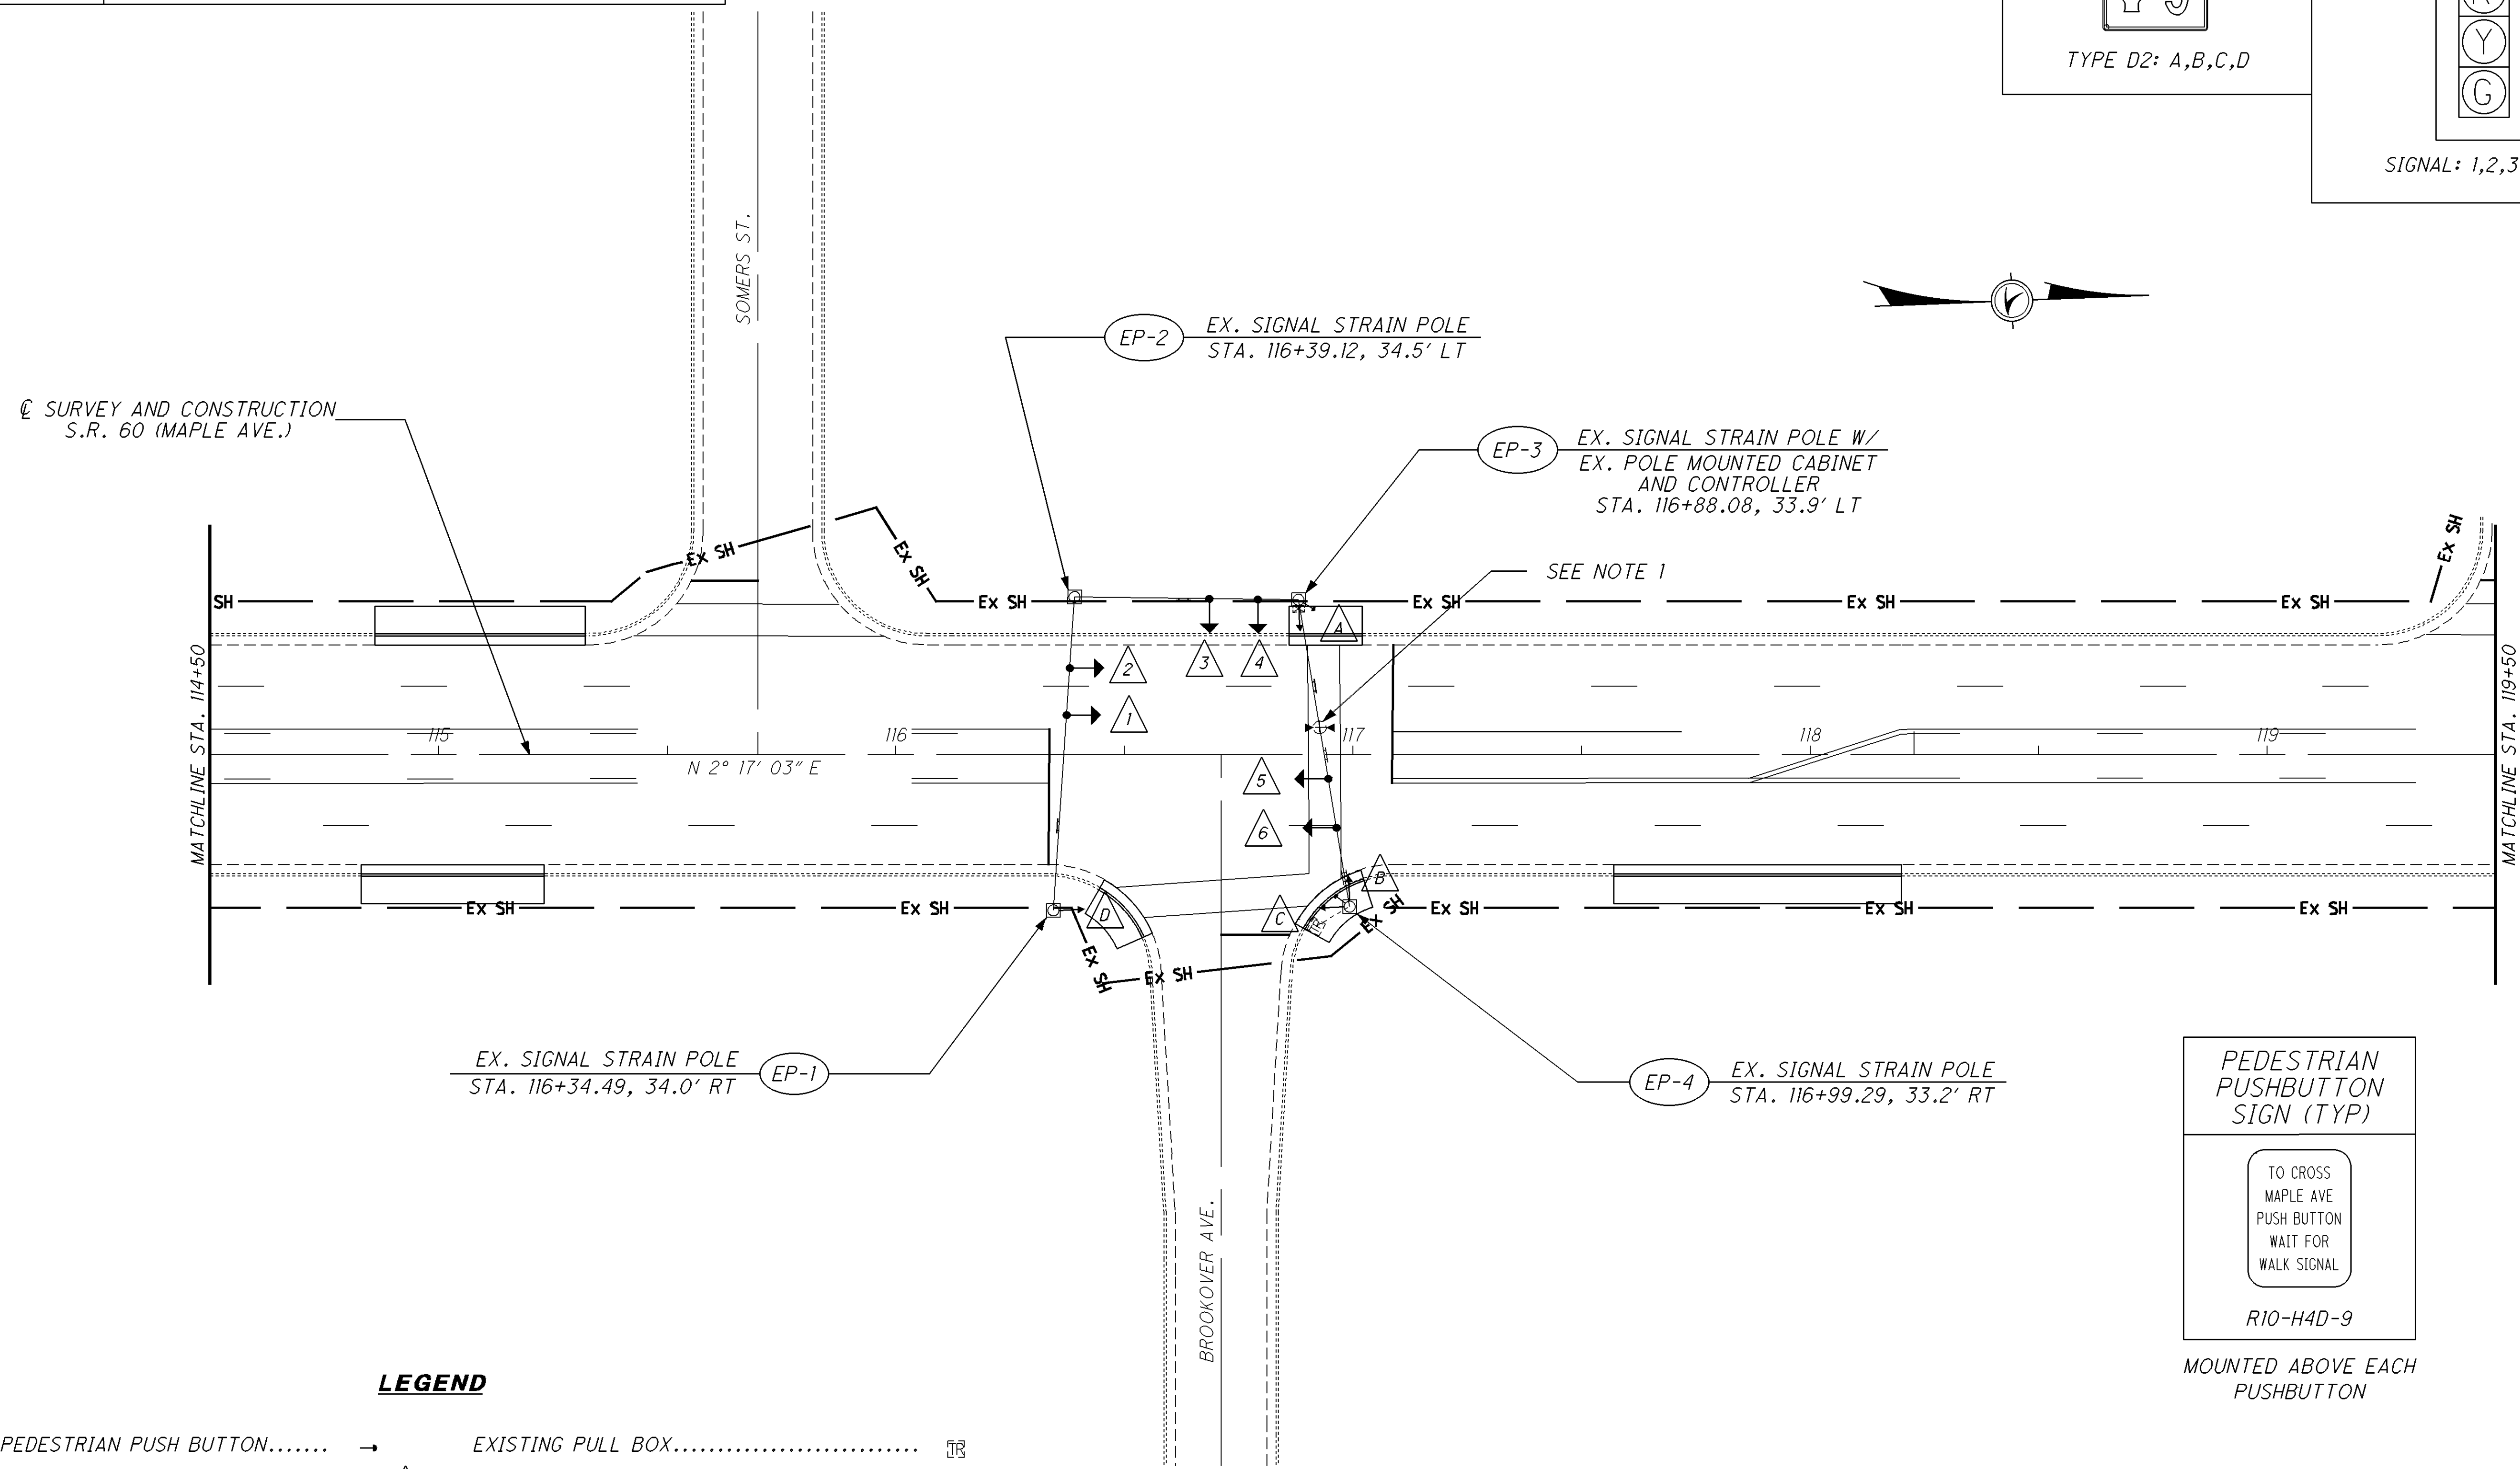 TYPE D2: A,B,C,D
Y
G
SIGNAL: 1,2,3
SOMERS ST.
EP-2
EX. SIGNAL STRAIN POLE
STA. 116+39.12, 34.5' LT
℄ SURVEY AND CONSTRUCTION
S.R. 60 (MAPLE AVE.)
EP-3
EX. SIGNAL STRAIN POLE W/
EX. POLE MOUNTED CABINET
AND CONTROLLER
STA. 116+88.08, 33.9' LT
SEE NOTE 1
Ex SH
Ex SH
Ex SH
SH
Ex SH
Ex SH
Ex SH
Ex SH
A
2
3
4
1
MATCHLINE STA. 114+50
MATCHLINE STA. 119+50
115
116
117
118
119
N 2° 17' 03" E
5
6
B
C
D
TR
Ex SH
Ex SH
Ex SH
Ex SH
Ex SH
Ex SH
Ex SH
Ex SH
EX. SIGNAL STRAIN POLE
STA. 116+34.49, 34.0' RT
EP-1
EP-4
EX. SIGNAL STRAIN POLE
STA. 116+99.29, 33.2' RT
BROOKOVER AVE.
PEDESTRIAN
PUSHBUTTON
SIGN (TYP)
TO CROSS
MAPLE AVE
PUSH BUTTON
WAIT FOR
WALK SIGNAL
R10-H4D-9
MOUNTED ABOVE EACH
PUSHBUTTON
LEGEND
PEDESTRIAN PUSH BUTTON.......
EXISTING PULL BOX............................ TR